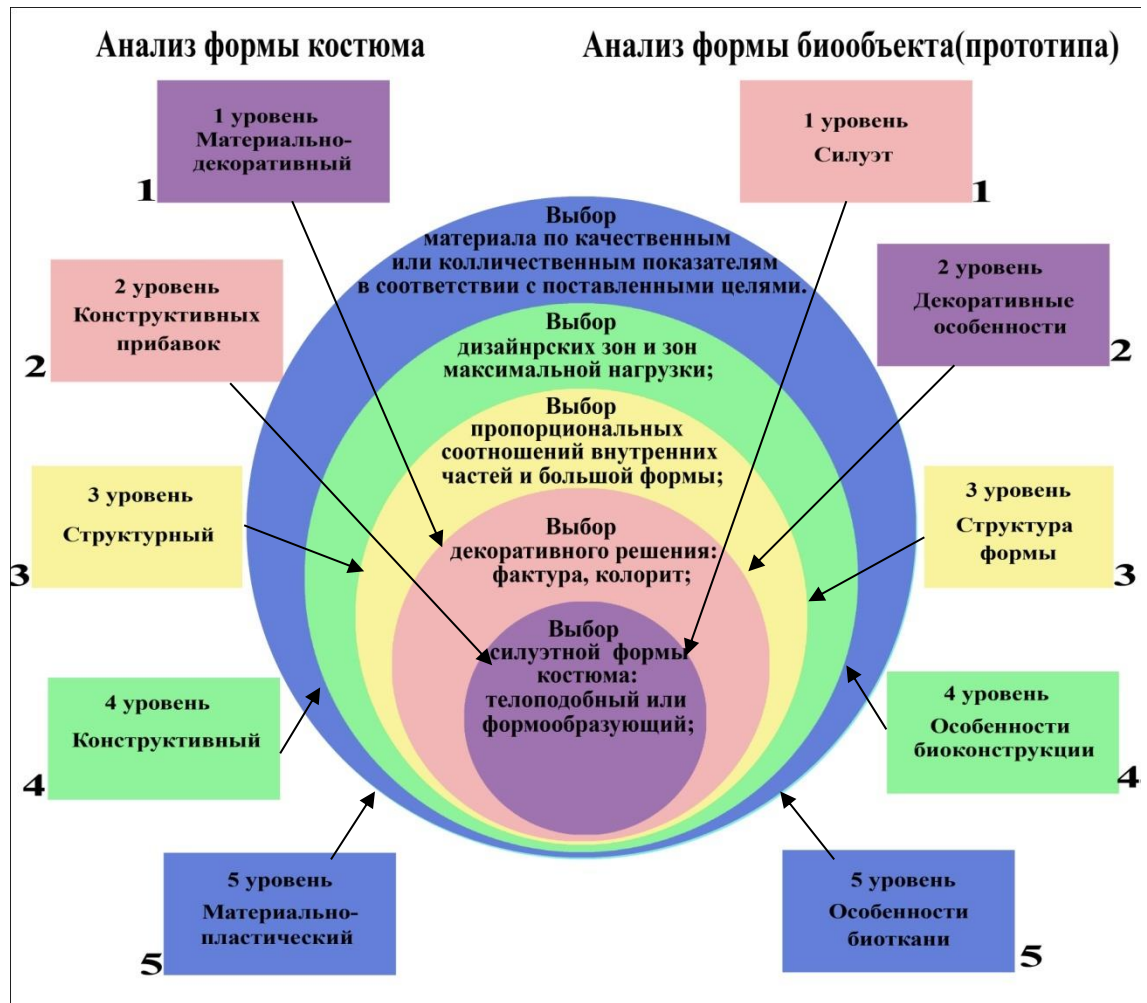 Анализ формы костюма
Анализ формы биообъекта(прототипа)
1 уровень
Материально-
декоративный
1
1 уровень
Силуэт
1
2 уровень
Конструктивных
прибавок
2
2 уровень
Декоративные
особенности
2
3 уровень
Структурный
3
3 уровень
Структура
формы
3
4 уровень
Конструктивный
4
4 уровень
Особенности
биоконструкции
4
5 уровень
Материально-
пластический
5
5 уровень
Особенности
биоткани
5
Выбор
материала по качественным
или колличественным показателям
в соответствии с поставленными целями.
Выбор
дизайнрских зон и зон
максимальной нагрузки;
Выбор
пропорциональных
соотношений внутренних
частей и большой формы;
Выбор
декоративного решения:
фактура, колорит;
Выбор
силуэтной формы
костюма:
телоподобный или
формообразующий;